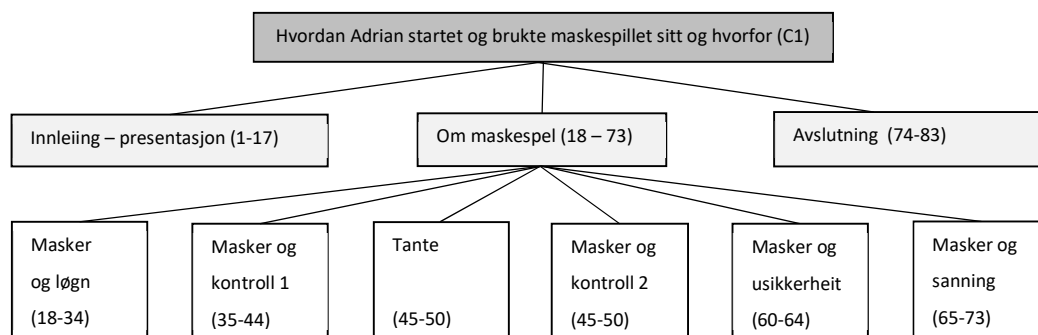 Hvordan Adrian startet og brukte maskespillet sitt og hvorfor (C1)
Innleiing – presentasjon (1-17)
Om maskespel (18 – 73)
Avslutning (74-83)
Masker
og løgn
(18-34)
Masker og
kontroll 1
(35-44)
Tante
(45-50)
Masker og
kontroll 2
(45-50)
Masker og
usikkerheit
(60-64)
Masker og
sanning
(65-73)